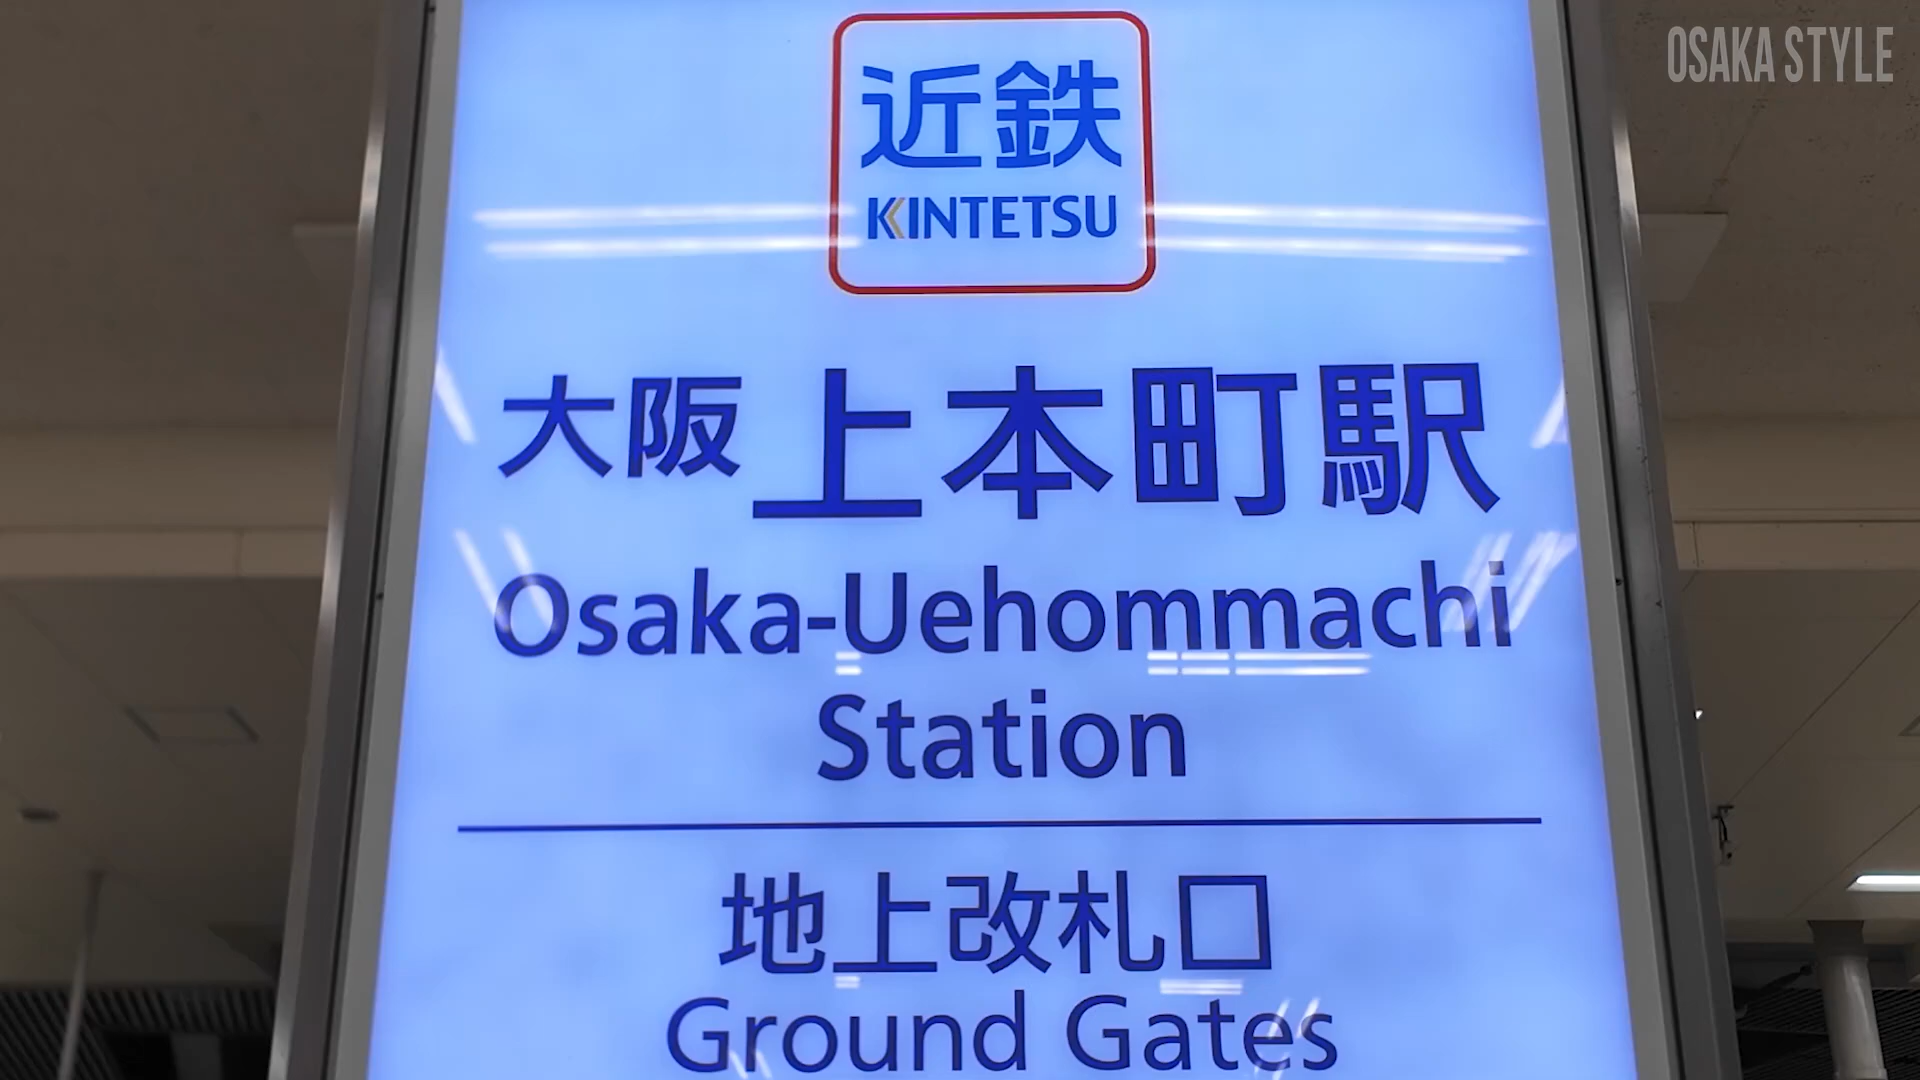 OSAKA STYLE
近鉄
KINTETSU
大阪上本町駅
Osaka-Uehommachi
Station
地上改札口
Ground Gates